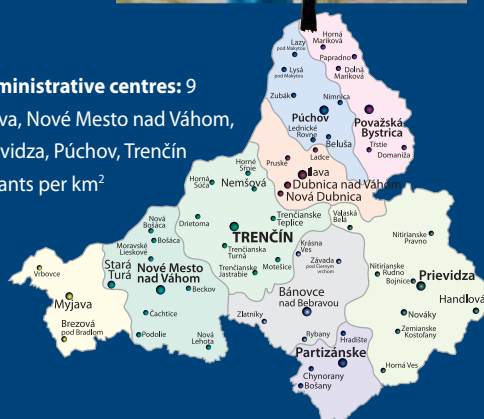 ministrative centres: 9
va, Nové Mesto nad Váhom,
vidza, Púchov, Trenčín
ants per km²
Lazy
pod Makytou
Lysá
pod Makytou
Zubák
Púchov
Lednické
Rovne
Nimnica
Beluša
Horná
Mariková
Papradno
Dolná
Mariková
Považská
Bystrica
Tŕstie
Domaniža
Pruské
Ladce
Ilava
Dubnica nad Váhom
Nová Dubnica
Horné
Srnie
Nemšová
Horná
Súča
Drietoma
TRENČÍN
Trenčianske
Teplice
Trenčianska
Turná
Trenčianske
Jastrabie
Motešice
Valaská
Belá
Nová
Bošáca
Bošáca
Moravské
Lieskové
Stará
Turá
Nové Mesto
nad Váhom
Beckov
Čachtice
Podolie
Nová
Lehota
Vrbovce
Myjava
Brezová
pod Bradlom
Krásna
Ves
Závada
pod Čiernym
vrchom
Bánovce
nad Bebravou
Zlatníky
Rybany
Hradište
Partizánske
Chynorany
Bošany
Nitrianske
Pravno
Nitrianske
Rudno
Bojnice
Prievidza
Handlová
Nováky
Zemianske
Kostoľany
Horná Ves